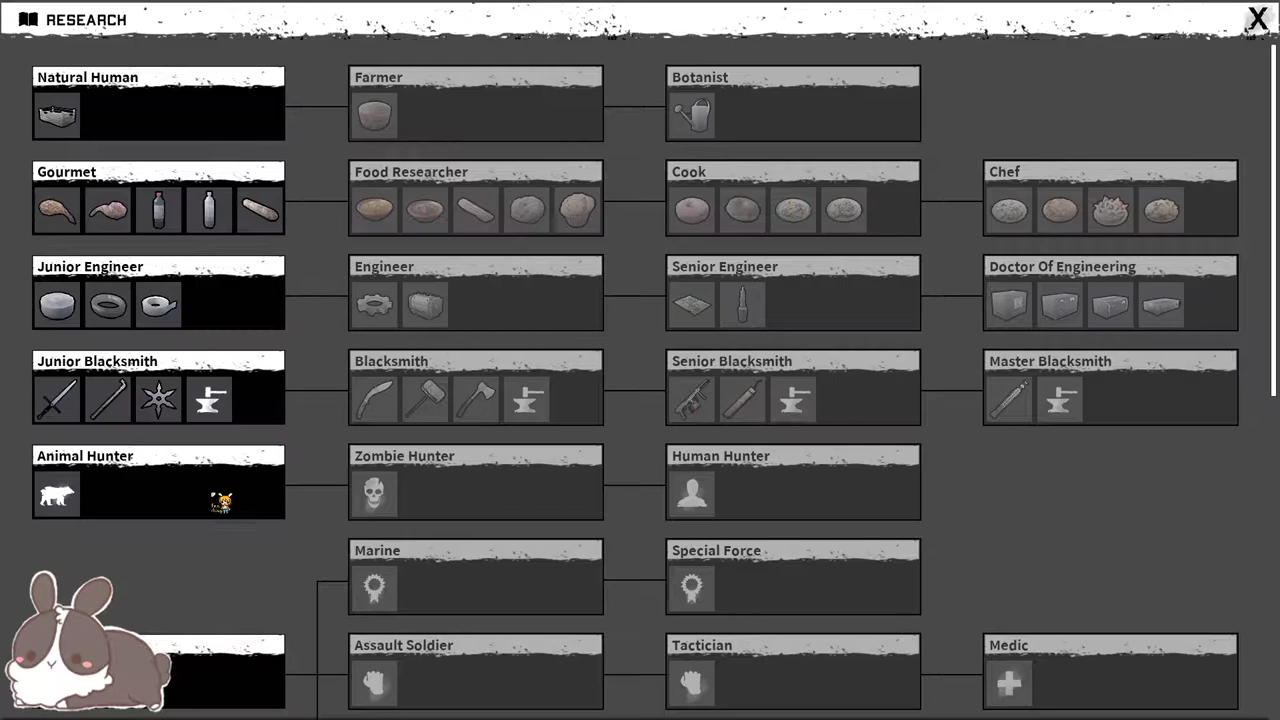 RESEARCH
X
Natural Human
Farmer
Botanist
Gourmet
Food Researcher
Cook
Chef
Junior Engineer
Engineer
Senior Engineer
Doctor Of Engineering
Junior Blacksmith
Blacksmith
Senior Blacksmith
Master Blacksmith
Animal Hunter
Zombie Hunter
Human Hunter
Marine
Special Force
Assault Soldier
Tactician
Medic